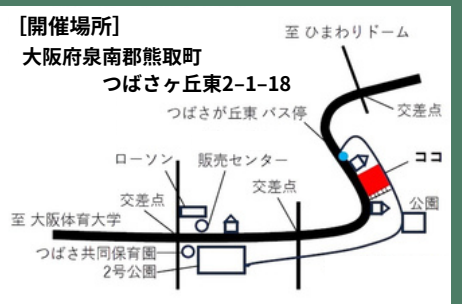 [開催場所]
大阪府泉南郡熊取町
つばさヶ丘東2–1–18
至 ひまわりドーム
交差点
つばさが丘東 バス停
ココ
ローソン
販売センター
交差点
交差点
公園
至 大阪体育大学
つばさ共同保育園
2号公園